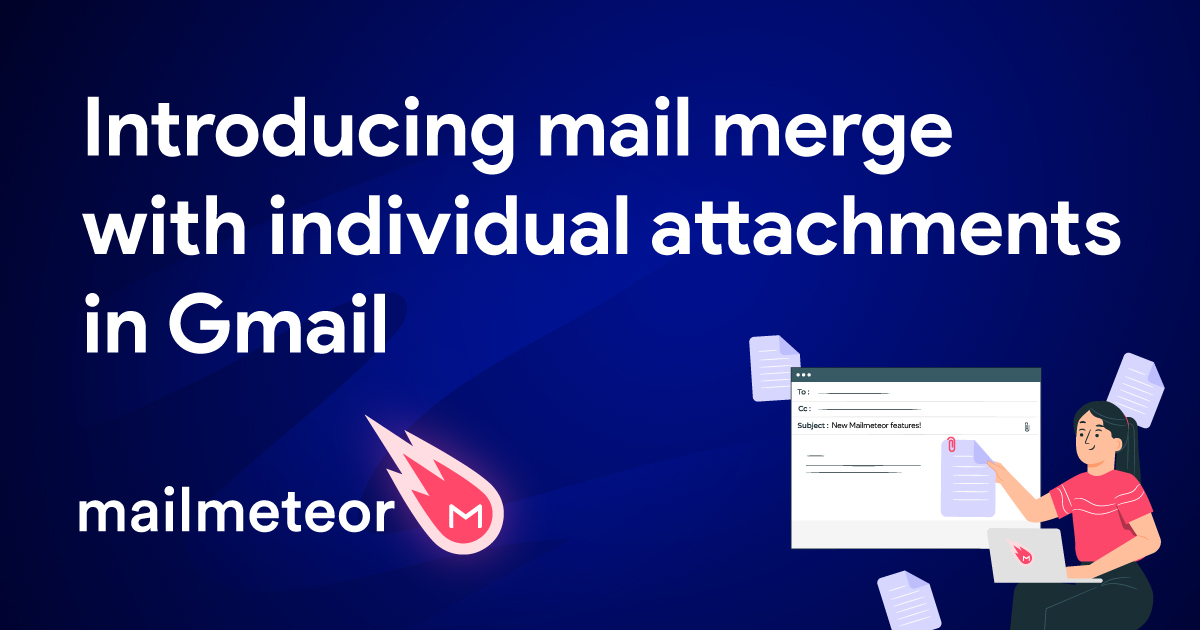 Introducing mail merge
with individual attachments
in Gmail
mailmeteor
M
To :
Cc :
Subject : New Mailmeteor features!
M